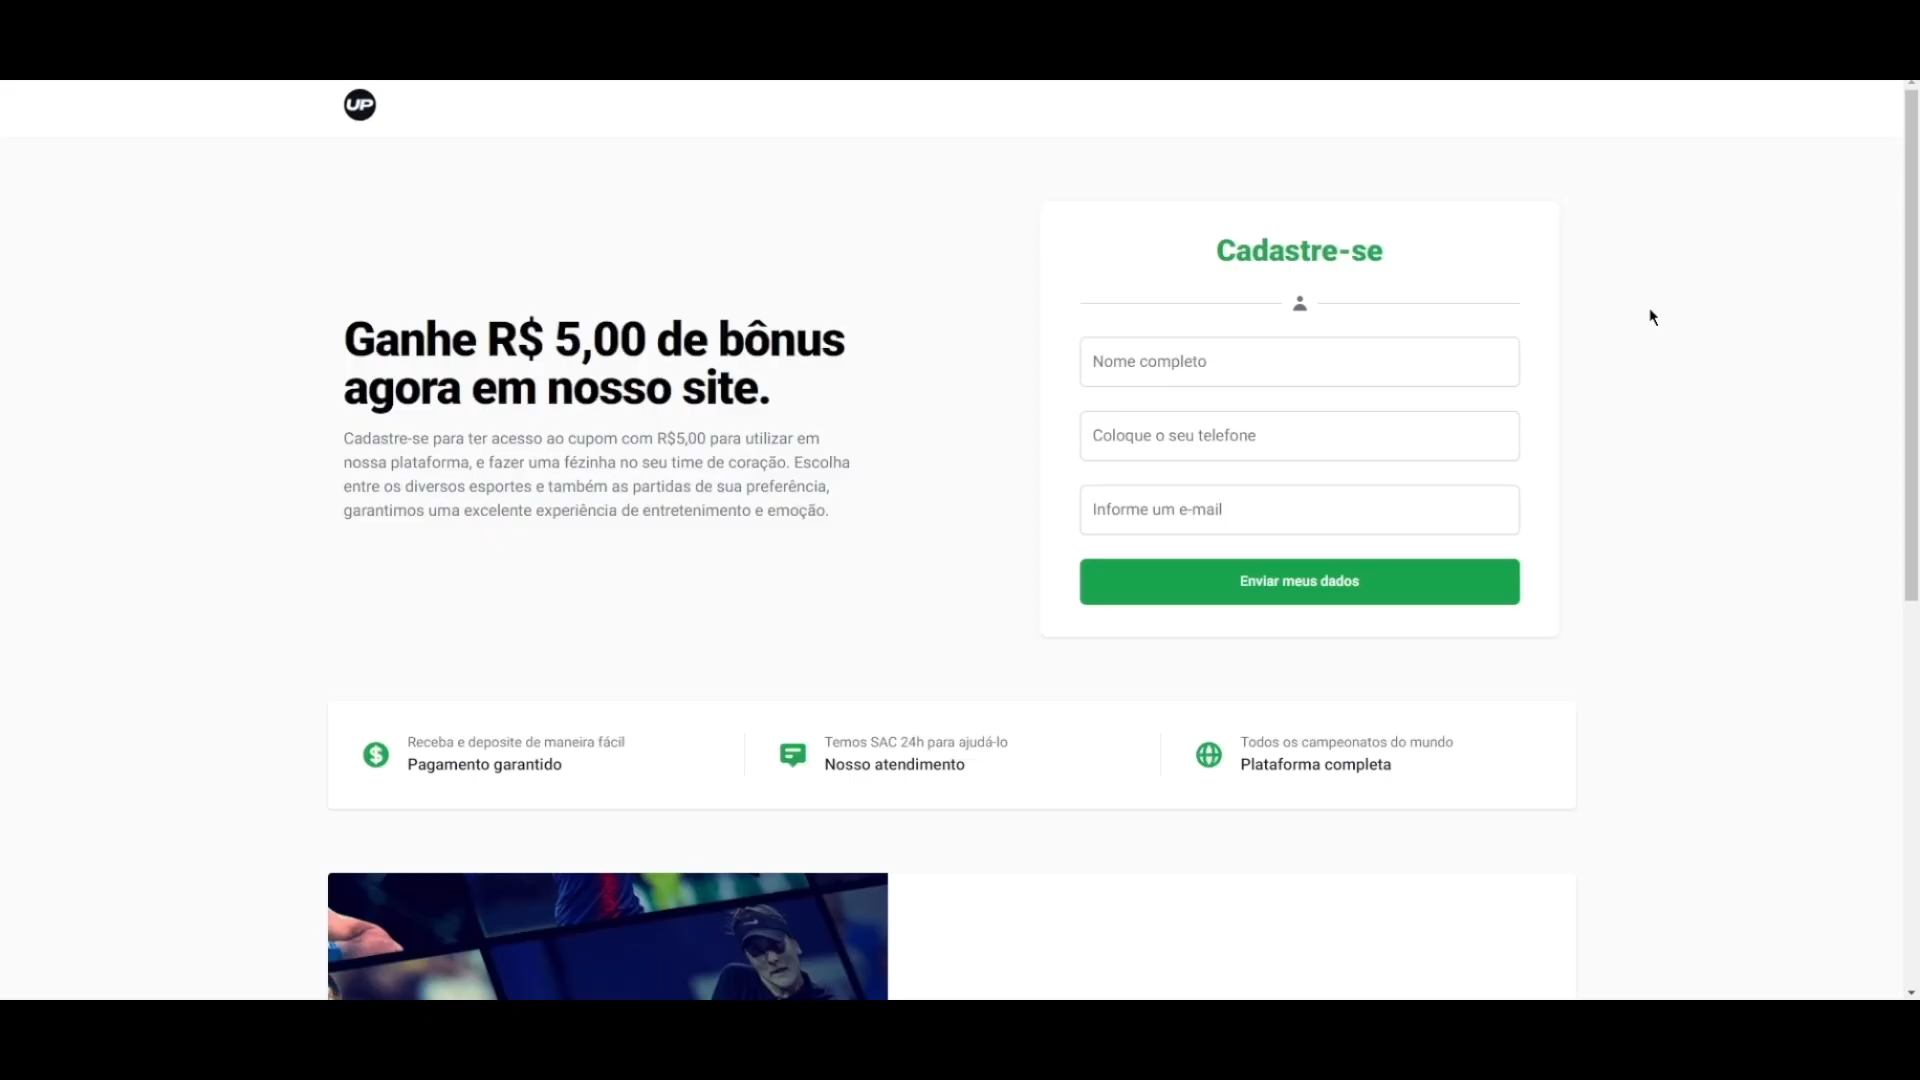 UP
Ganhe R$ 5,00 de bônus
agora em nosso site.
Cadastre-se para ter acesso ao cupom com R$5,00 para utilizar em
nossa plataforma, e fazer uma fézinha no seu time de coração. Escolha
entre os diversos esportes e também as partidas de sua preferência,
garantimos uma excelente experiência de entretenimento e emoção.
Cadastre-se
Nome completo
Coloque o seu telefone
Informe um e-mail
Enviar meus dados
Receba e deposite de maneira fácil
Pagamento garantido
Temos SAC 24h para ajudá-lo
Nosso atendimento
Todos os campeonatos do mundo
Plataforma completa